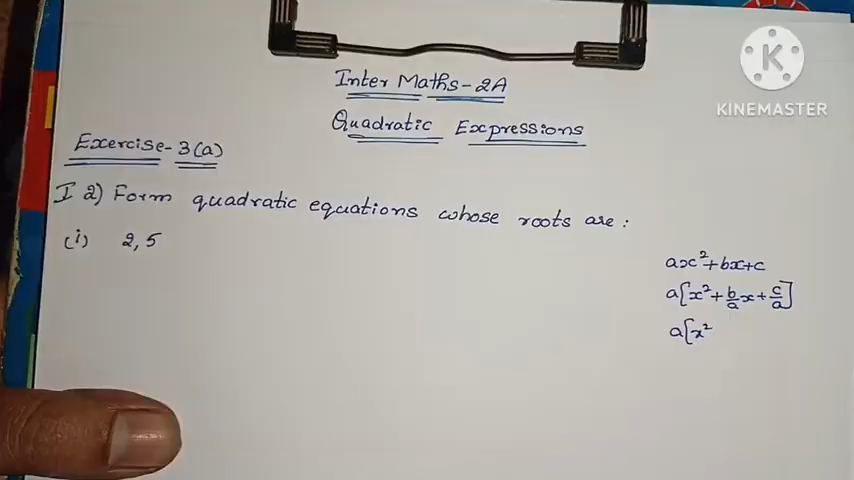 Inter Maths-2A
Quadratic Expressions
Exercise-3(a)
I 2) Form quadratic equations whose roots are:
(i) 2,5
ax²+bx+c
a[x²+b/a x+c/a]
a[x²
KINEMASTER